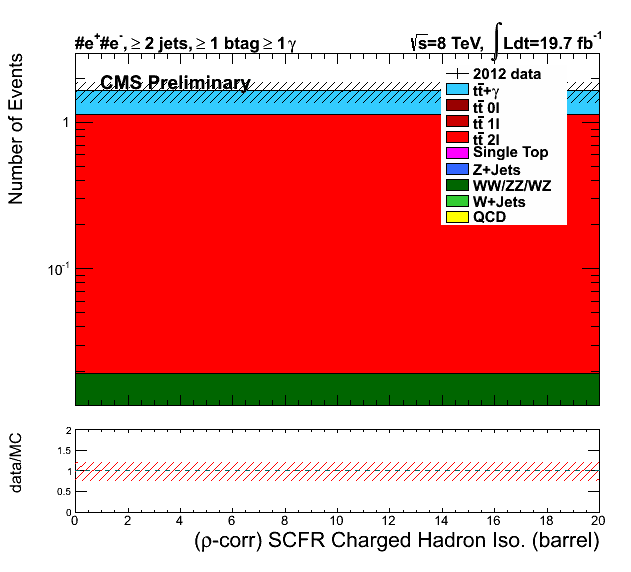 #e⁺#e⁻, ≥ 2 jets, ≥ 1 btag ≥ 1 γ
√s=8 TeV, ∫ Ldt=19.7 fb⁻¹
CMS Preliminary
2012 data
tt̄+γ
tt̄ 0l
tt̄ 1l
tt̄ 2l
Single Top
Z+Jets
WW/ZZ/WZ
W+Jets
QCD
Number of Events
1
10⁻¹
data/MC
2
1.5
1
0.5
0
0 2 4 6 8 10 12 14 16 18 20
(ρ-corr) SCFR Charged Hadron Iso. (barrel)